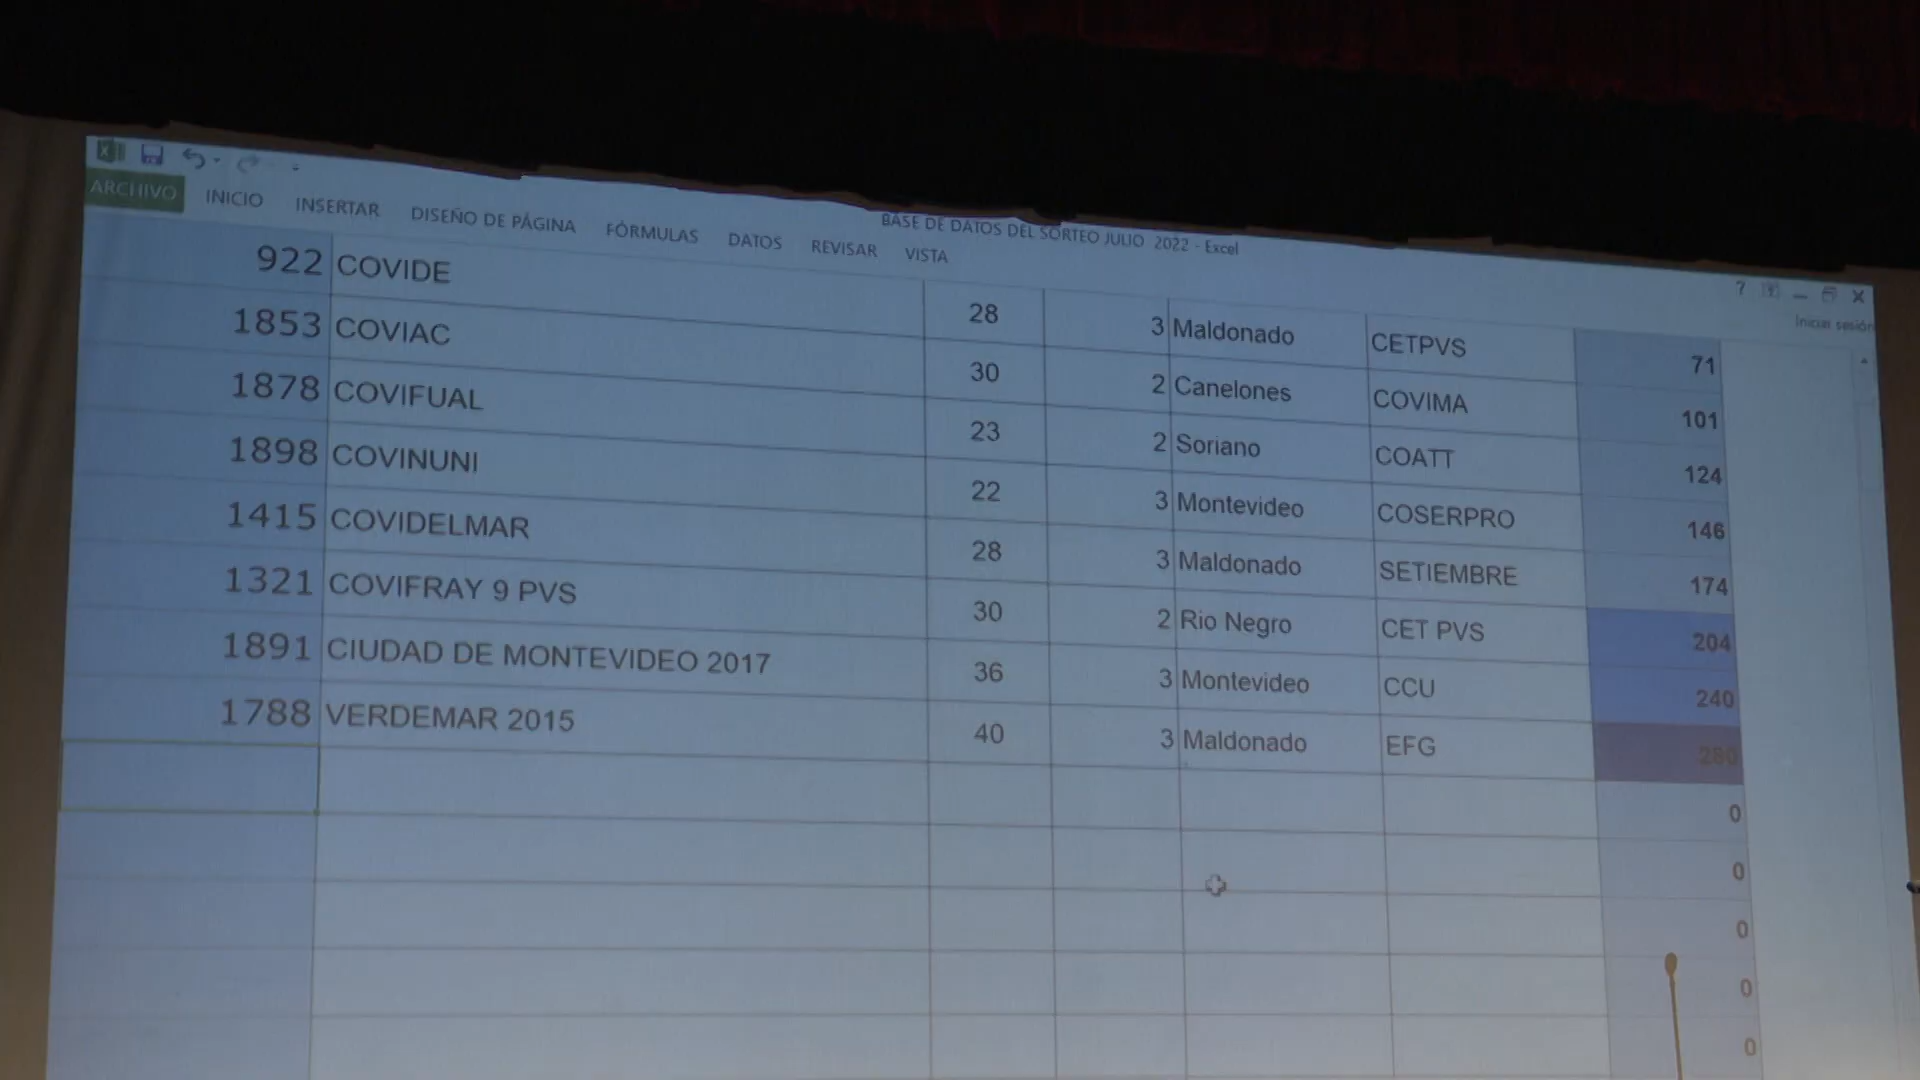 BASE DE DATOS DEL SORTEO JULIO 2022 - Excel
ARCHIVO INICIO INSERTAR DISEÑO DE PÁGINA FÓRMULAS DATOS REVISAR VISTA
Iniciar sesión
922 COVIDE 28 3 Maldonado CETPVS 71
1853 COVIAC 30 2 Canelones COVIMA 101
1878 COVIFUAL 23 2 Soriano COATT 124
1898 COVINUNI 22 3 Montevideo COSERPRO 146
1415 COVIDELMAR 28 3 Maldonado SETIEMBRE 174
1321 COVIFRAY 9 PVS 30 2 Rio Negro CET PVS 204
1891 CIUDAD DE MONTEVIDEO 2017 36 3 Montevideo CCU 240
1788 VERDEMAR 2015 40 3 Maldonado EFG 280
0
0
0
0
0